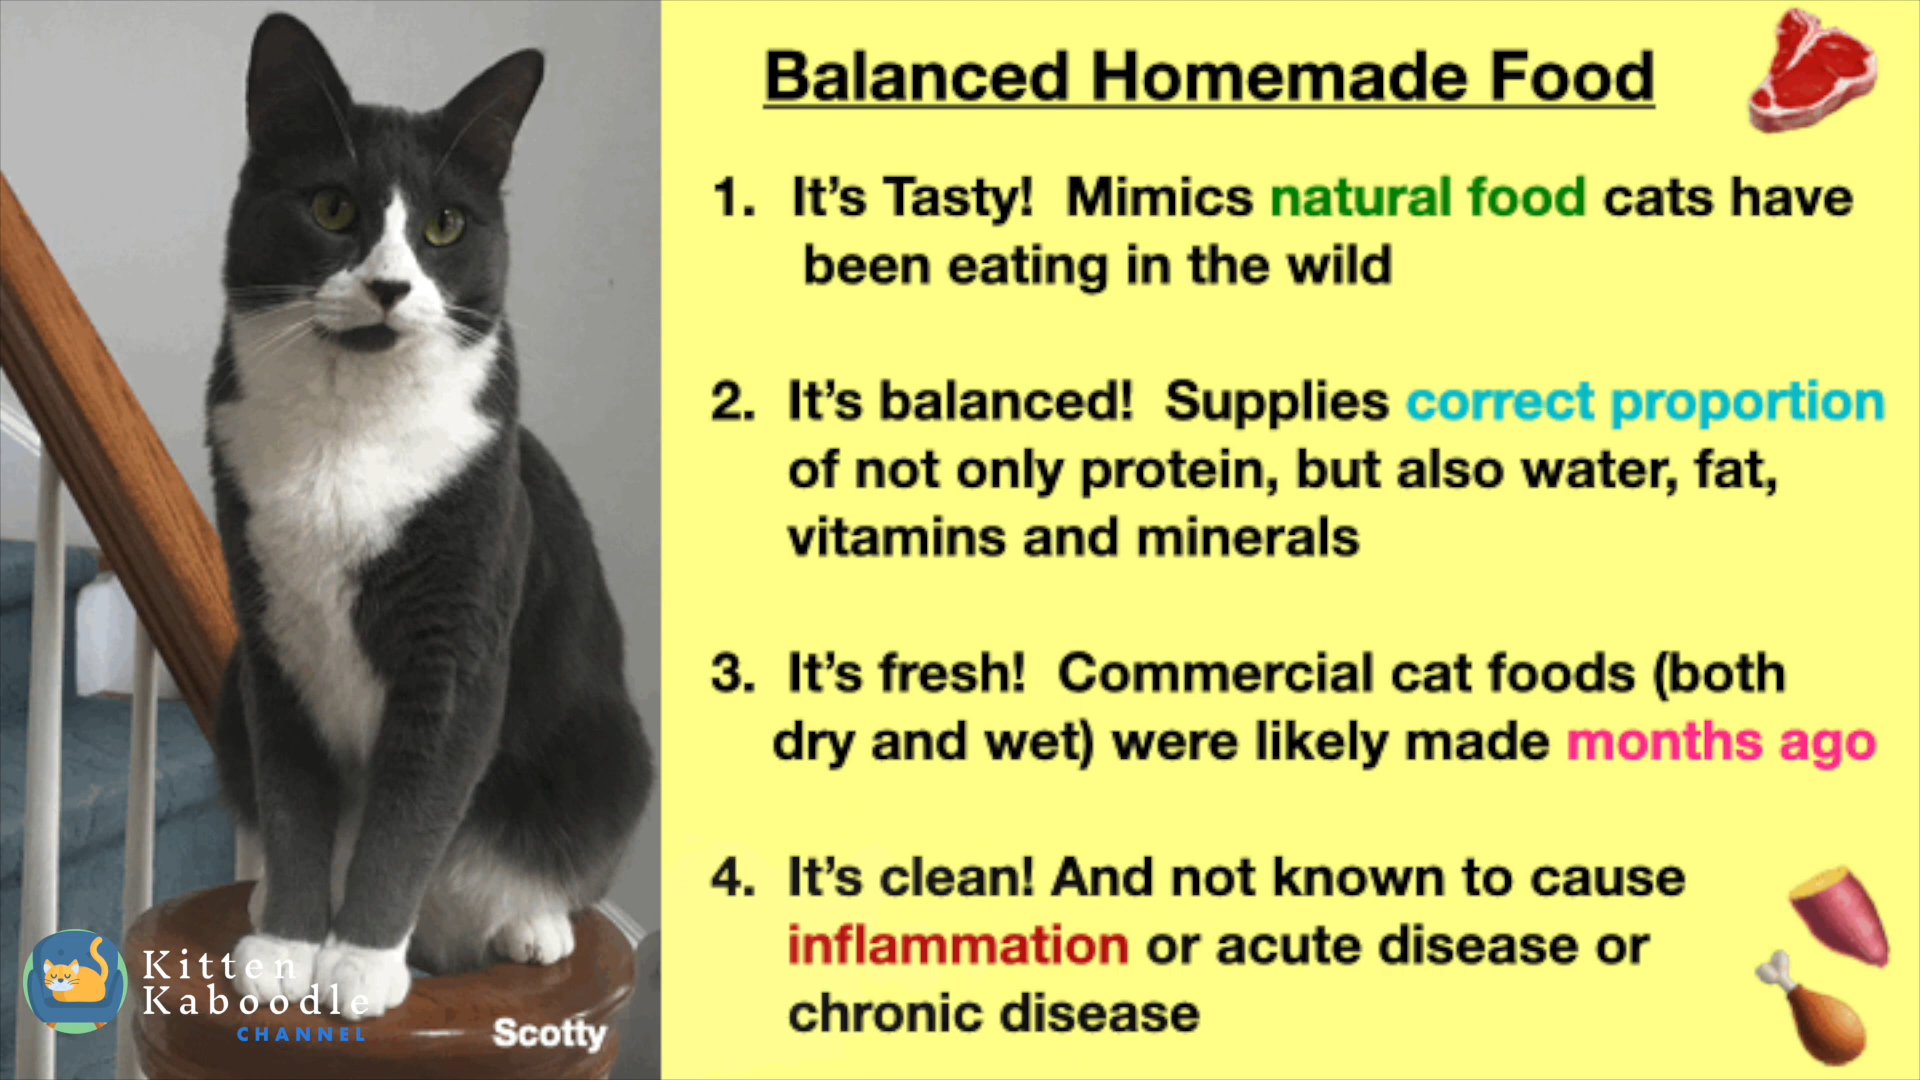 Balanced Homemade Food
1. It's Tasty! Mimics natural food cats have
been eating in the wild
2. It's balanced! Supplies correct proportion
of not only protein, but also water, fat,
vitamins and minerals
3. It's fresh! Commercial cat foods (both
dry and wet) were likely made months ago
4. It's clean! And not known to cause
inflammation or acute disease or
chronic disease
Kitten
Kaboodle
CHANNEL
Scotty